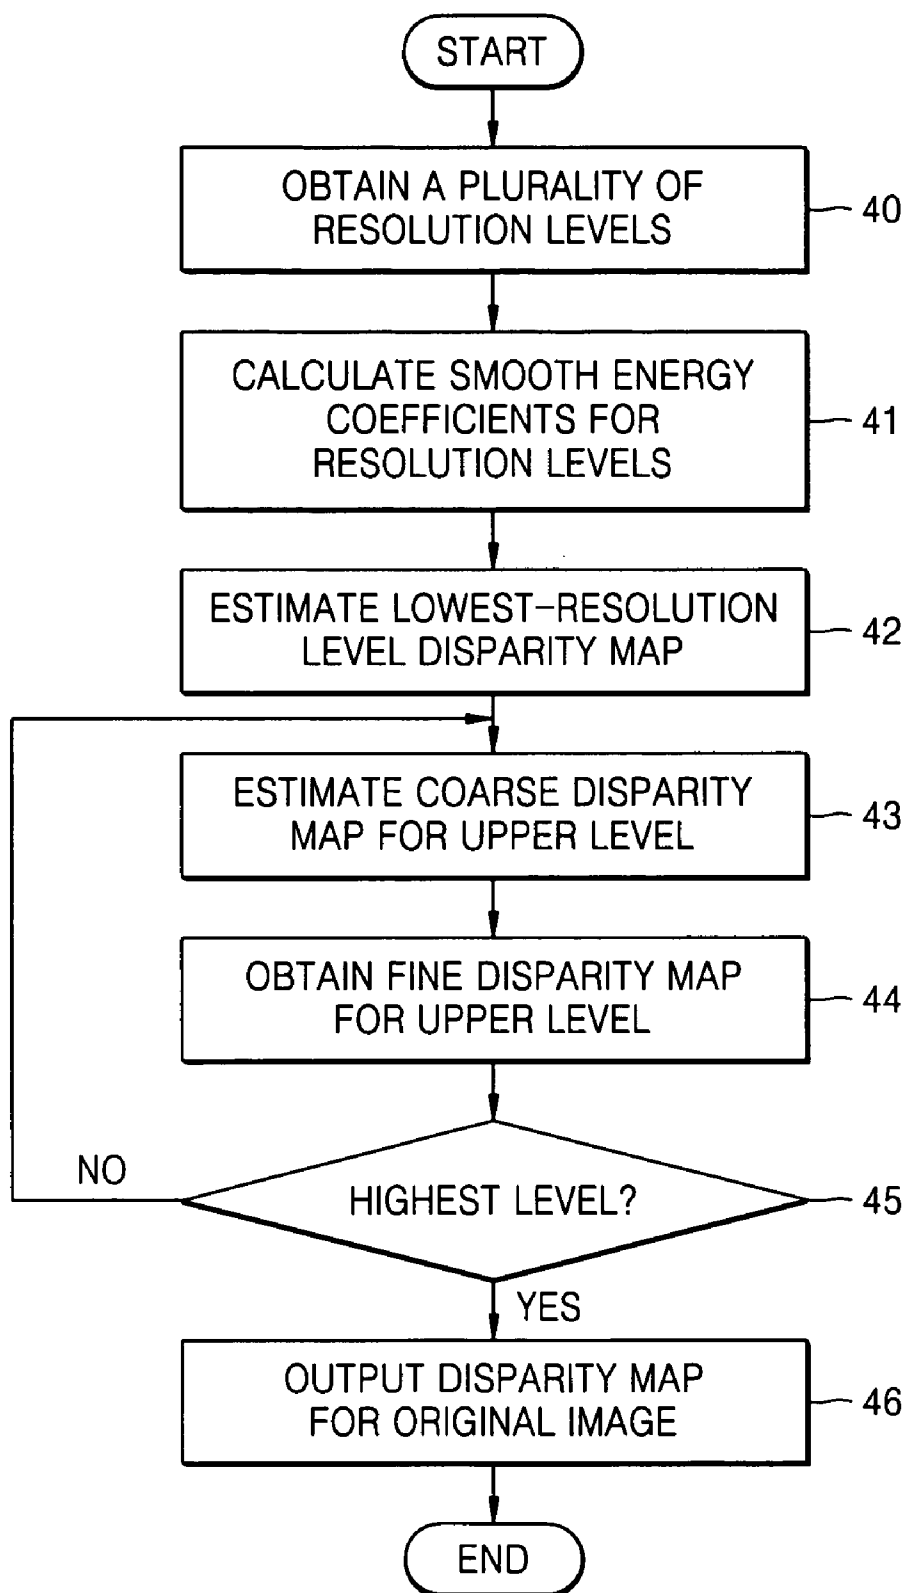 START
OBTAIN A PLURALITY OF
RESOLUTION LEVELS
40
CALCULATE SMOOTH ENERGY
COEFFICIENTS FOR
RESOLUTION LEVELS
41
ESTIMATE LOWEST-RESOLUTION
LEVEL DISPARITY MAP
42
ESTIMATE COARSE DISPARITY
MAP FOR UPPER LEVEL
43
OBTAIN FINE DISPARITY MAP
FOR UPPER LEVEL
44
NO
HIGHEST LEVEL?
45
YES
OUTPUT DISPARITY MAP
FOR ORIGINAL IMAGE
46
END